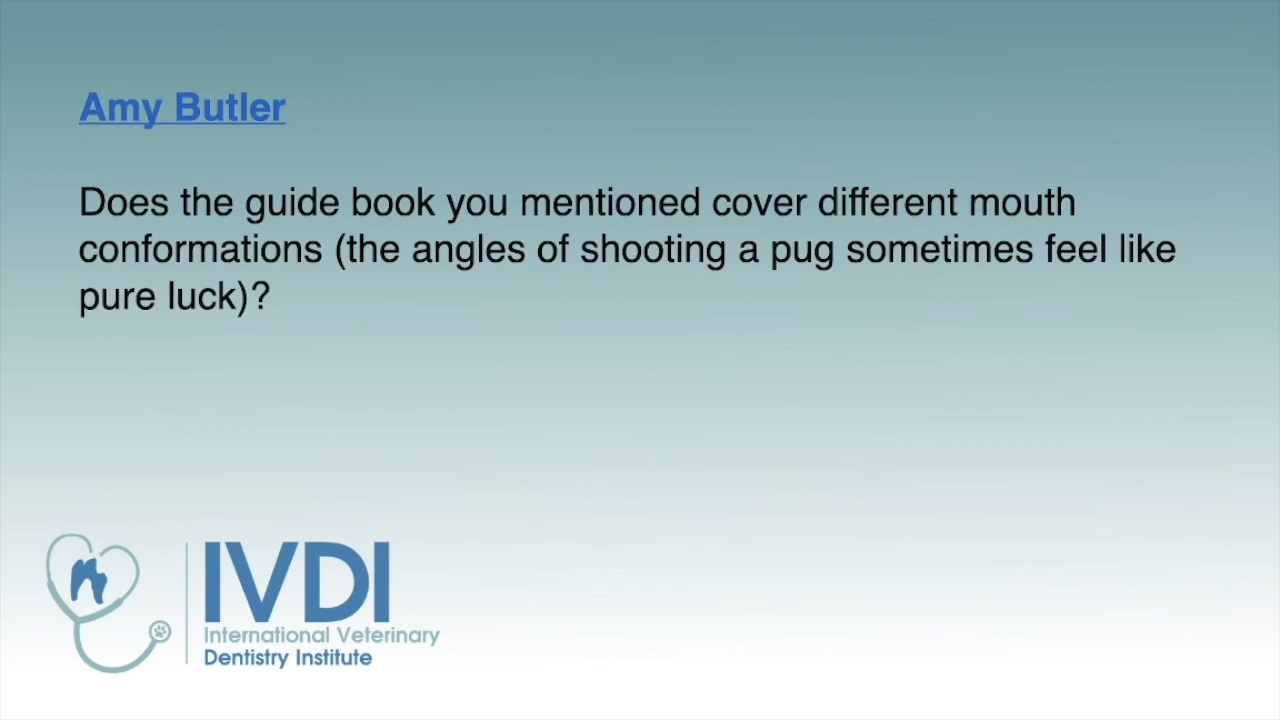 Amy Butler
Does the guide book you mentioned cover different mouth
conformations (the angles of shooting a pug sometimes feel like
pure luck)?
IVDI
International Veterinary
Dentistry Institute